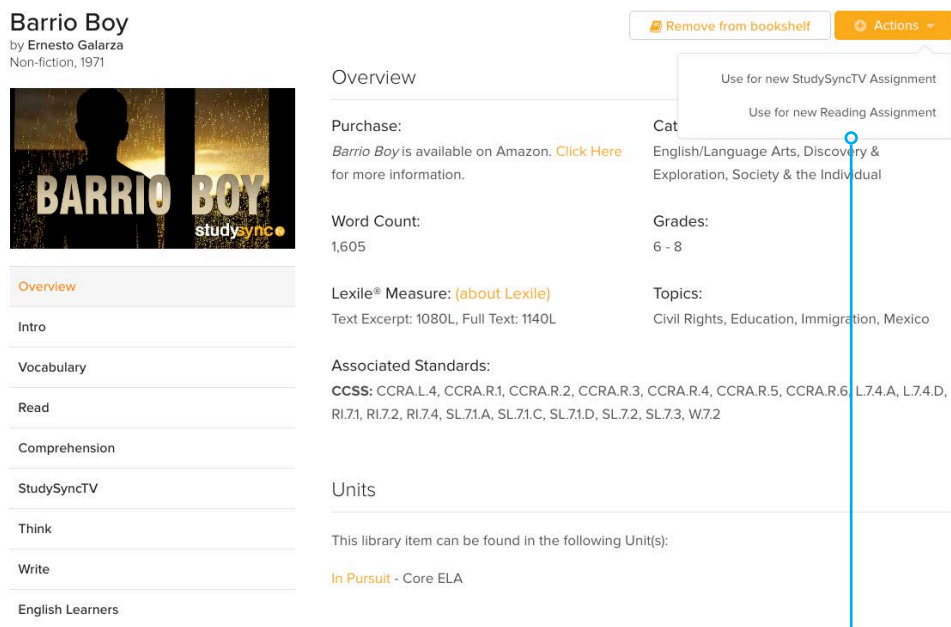 Barrio Boy
by Ernesto Galarza
Non-fiction, 1971
BARRIO BOY
studysync
Overview
Intro
Vocabulary
Read
Comprehension
StudySyncTV
Think
Write
English Learners
Remove from bookshelf
Actions
Use for new StudySyncTV Assignment
Use for new Reading Assignment
Overview
Purchase:
Barrio Boy is available on Amazon. Click Here
for more information.
Cat
English/Language Arts, Discovery &
Exploration, Society & the Individual
Word Count:
1,605
Grades:
6 - 8
Lexile® Measure: (about Lexile)
Text Excerpt: 1080L, Full Text: 1140L
Topics:
Civil Rights, Education, Immigration, Mexico
Associated Standards:
CCSS: CCRA.L.4, CCRA.R.1, CCRA.R.2, CCRA.R.3, CCRA.R.4, CCRA.R.5, CCRA.R.6, L.7.4.A, L.7.4.D,
RI.7.1, RI.7.2, RI.7.4, SL.7.1.A, SL.7.1.C, SL.7.1.D, SL.7.2, SL.7.3, W.7.2
Units
This library item can be found in the following Unit(s):
In Pursuit - Core ELA